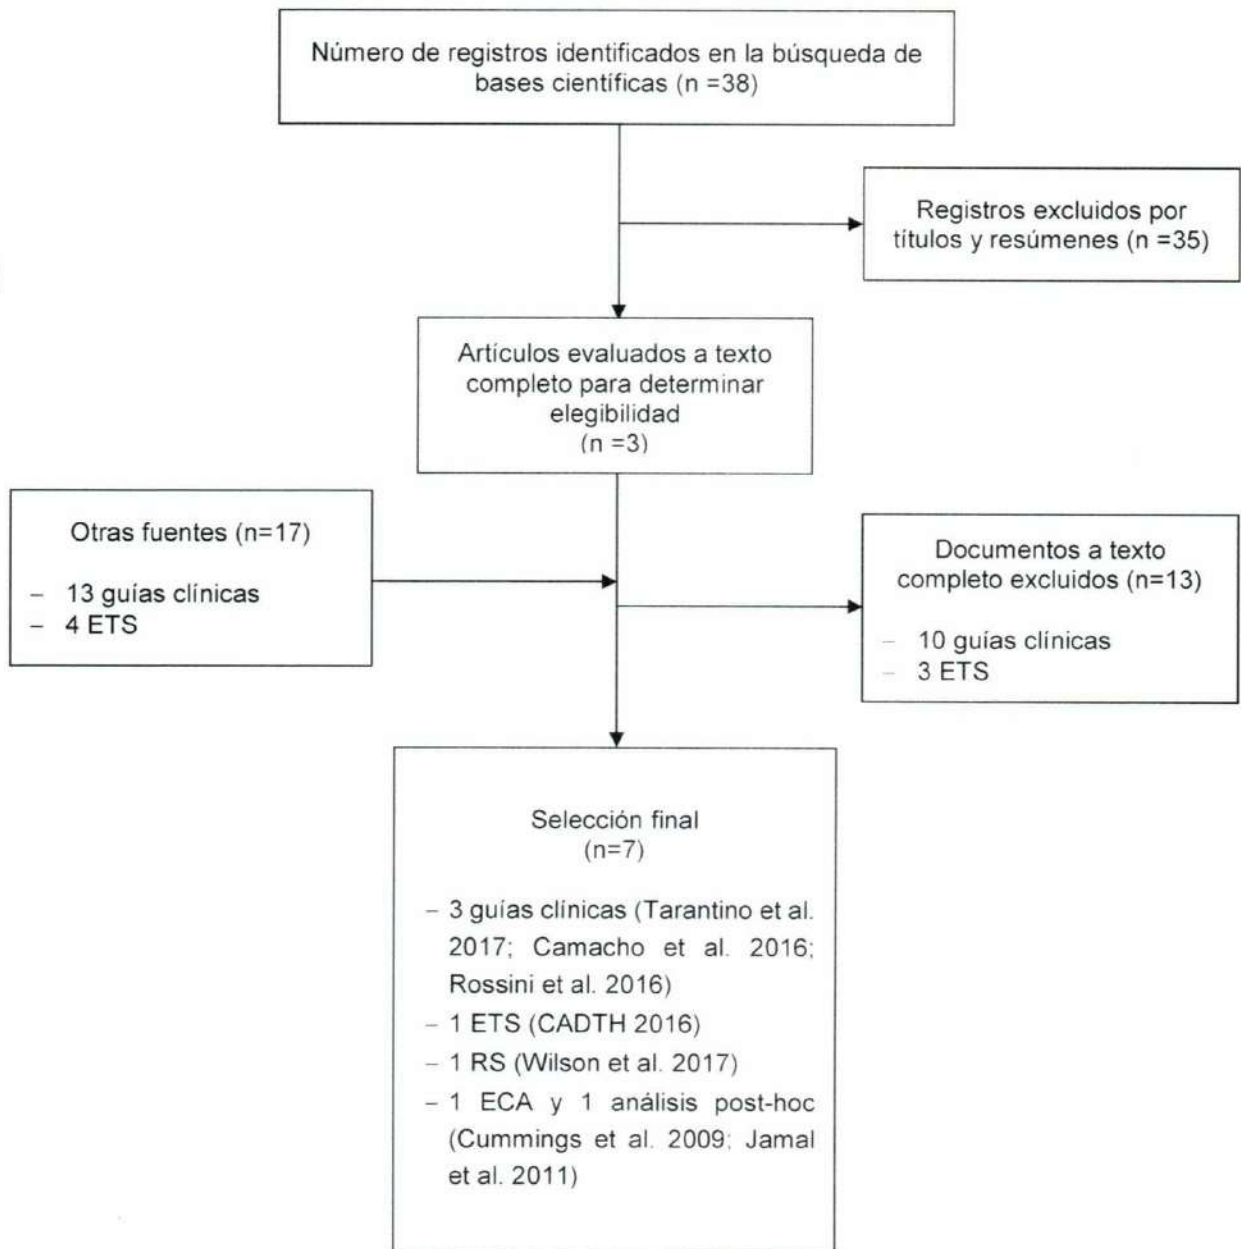 Número de registros identificados en la búsqueda de
bases científicas (n =38)
Registros excluidos por
títulos y resúmenes (n =35)
Artículos evaluados a texto
completo para determinar
elegibilidad
(n =3)
Otras fuentes (n=17)
– 13 guías clínicas
– 4 ETS
Documentos a texto
completo excluidos (n=13)
– 10 guías clínicas
– 3 ETS
Selección final
(n=7)
– 3 guías clínicas (Tarantino et al.
2017; Camacho et al. 2016;
Rossini et al. 2016)
– 1 ETS (CADTH 2016)
– 1 RS (Wilson et al. 2017)
– 1 ECA y 1 análisis post-hoc
(Cummings et al. 2009; Jamal
et al. 2011)